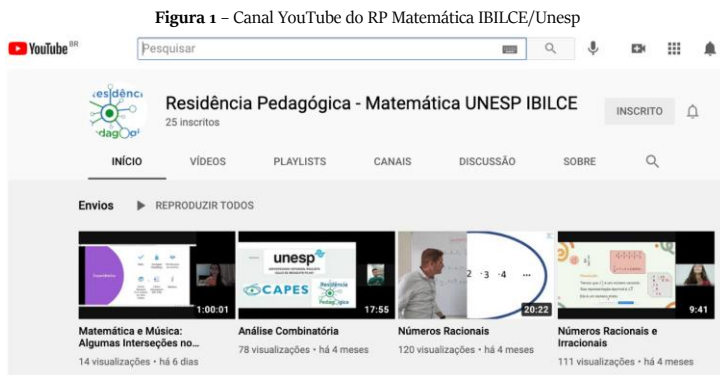 Figura 1 – Canal YouTube do RP Matemática IBILCE/Unesp
YouTube BR
Pesquisar
Residência Pedagógica - Matemática UNESP IBILCE
25 inscritos
INSCRITO
INÍCIO VÍDEOS PLAYLISTS CANAIS DISCUSSÃO SOBRE
Envios REPRODUZIR TODOS
unesp
CAPES
2 ·3 ·4 ...
1:00:01 17:55 20:22 9:41
Matemática e Música: Análise Combinatória Números Racionais Números Racionais e
Algumas Interseções no... Irracionais
14 visualizações • há 6 dias 78 visualizações • há 4 meses 120 visualizações • há 4 meses 111 visualizações • há 4 meses